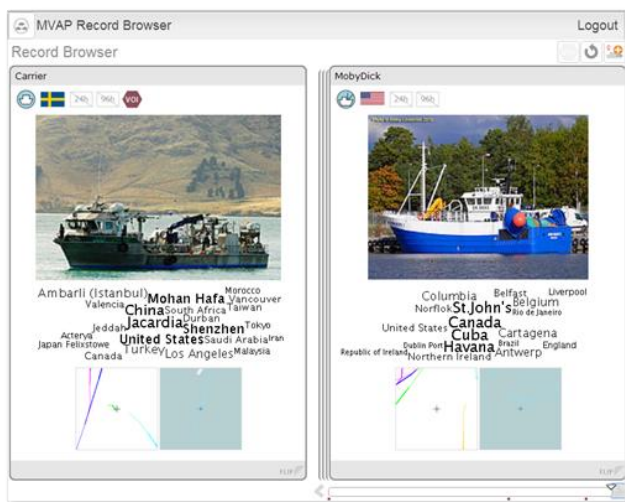 MVAP Record Browser
Logout
Record Browser
Carrier
24h 96h VOI
Ambarli (Istanbul) Mohan Hafa Morocco
Valencia Vancouver
China South Africa Taiwan
Jacardia Durban
Jeddah Shenzhen Tokyo
Acterya United States Saudi Arabia Iran
Japan Felixstowe Turkey Los Angeles Malaysia
Canada
FLIP
MobyDick
24h 96h
Columbia Belfast Liverpool
Norflok St.John's Belgium
Rio de Janeiro
United States Canada Cartagena
Cuba
Dublin Port Havana Brazil England
Republic of Ireland Northern Ireland Antwerp
FLIP